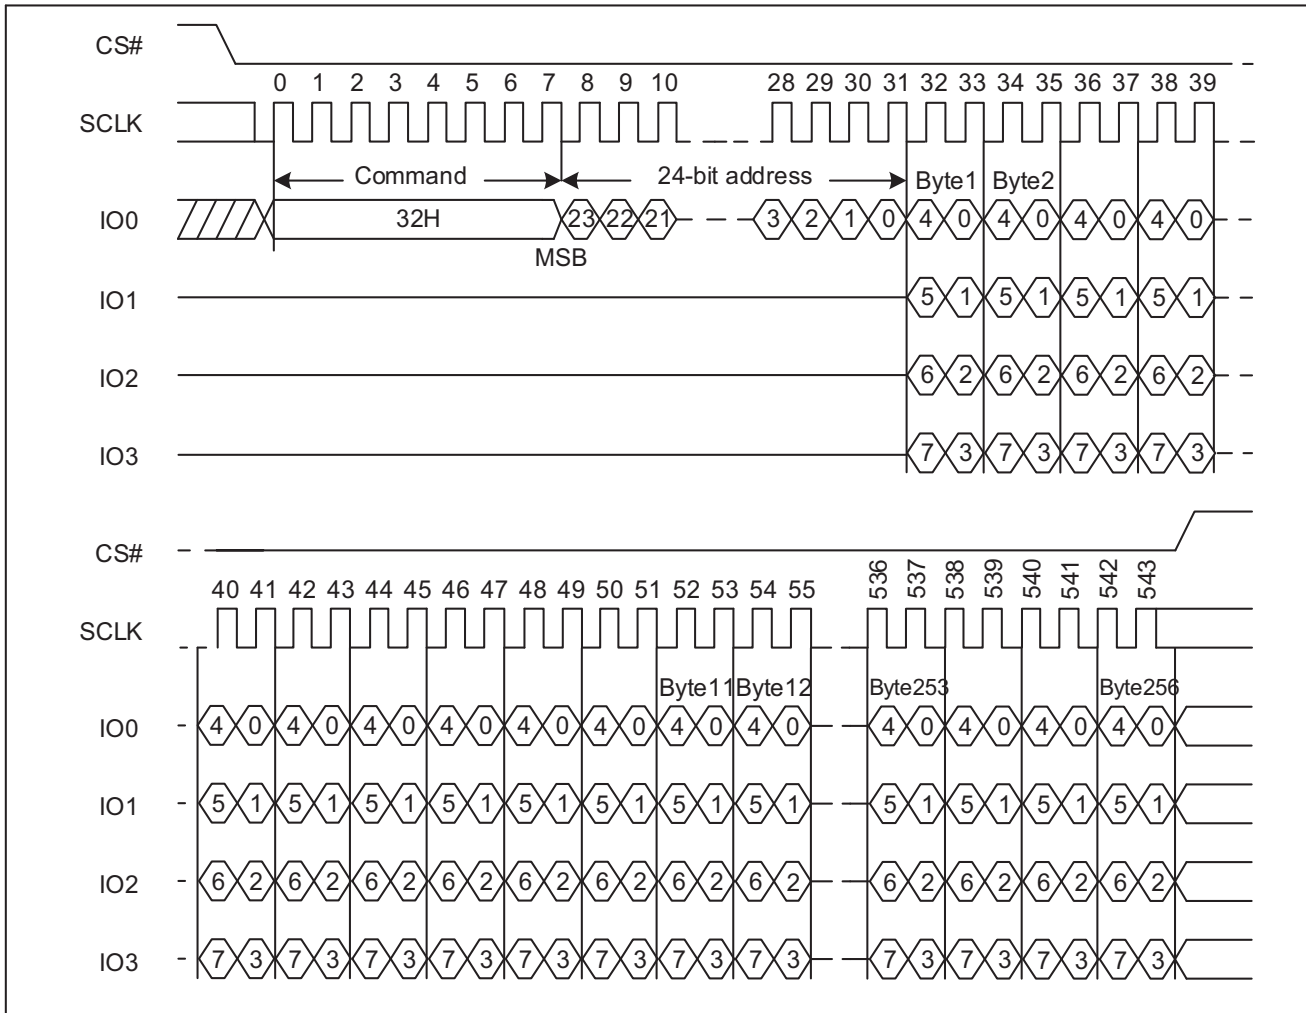 CS#
0 1 2 3 4 5 6 7 8 9 10 28 29 30 31 32 33 34 35 36 37 38 39
SCLK
Command 24-bit address Byte1 Byte2
IO0 32H 23 22 21 3 2 1 0 4 0 4 0 4 0 4 0
MSB
IO1 5 1 5 1 5 1 5 1
IO2 6 2 6 2 6 2 6 2
IO3 7 3 7 3 7 3 7 3
CS#
40 41 42 43 44 45 46 47 48 49 50 51 52 53 54 55 536 537 538 539 540 541 542 543
SCLK
Byte11 Byte12 Byte253 Byte256
IO0 4 0 4 0 4 0 4 0 4 0 4 0 4 0 4 0 4 0 4 0 4 0 4 0
IO1 5 1 5 1 5 1 5 1 5 1 5 1 5 1 5 1 5 1 5 1 5 1 5 1
IO2 6 2 6 2 6 2 6 2 6 2 6 2 6 2 6 2 6 2 6 2 6 2 6 2
IO3 7 3 7 3 7 3 7 3 7 3 7 3 7 3 7 3 7 3 7 3 7 3 7 3